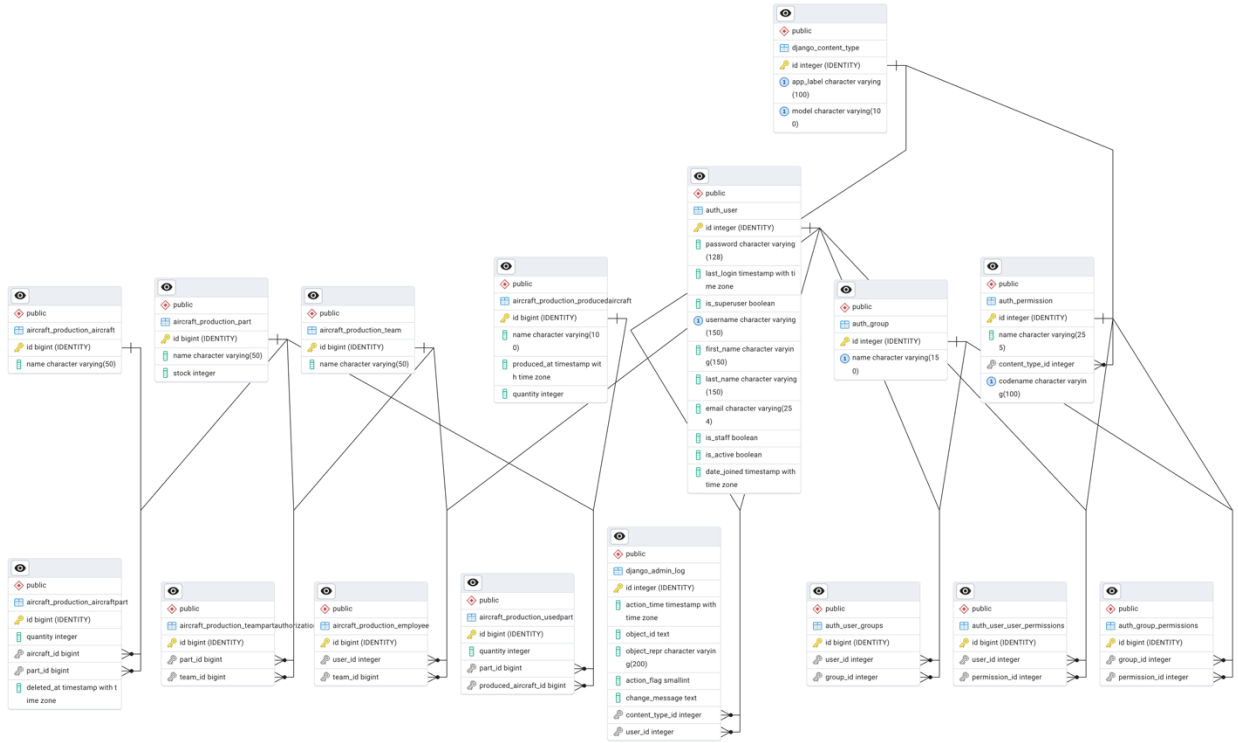 public
django_content_type
id integer (IDENTITY)
app_label character varying
(100)
model character varying(10
0)
public
auth_user
id integer (IDENTITY)
password character varying
(128)
last_login timestamp with ti
me zone
is_superuser boolean
username character varying
(150)
first_name character varyin
g(150)
last_name character varying
(150)
email character varying(25
4)
is_staff boolean
is_active boolean
date_joined timestamp with
time zone
public
aircraft_production_aircraft
id bigint (IDENTITY)
name character varying(50)
public
aircraft_production_part
id bigint (IDENTITY)
name character varying(50)
stock integer
public
aircraft_production_team
id bigint (IDENTITY)
name character varying(50)
public
aircraft_production_producedaircraft
id bigint (IDENTITY)
name character varying(10
0)
produced_at timestamp wit
h time zone
quantity integer
public
auth_group
id integer (IDENTITY)
name character varying(15
0)
public
auth_permission
id integer (IDENTITY)
name character varying(25
5)
content_type_id integer
codename character varyin
g(100)
public
aircraft_production_aircraftpart
id bigint (IDENTITY)
quantity integer
aircraft_id bigint
part_id bigint
deleted_at timestamp with t
ime zone
public
aircraft_production_teampartauthorization
id bigint (IDENTITY)
part_id bigint
team_id bigint
public
aircraft_production_employee
id bigint (IDENTITY)
user_id integer
team_id bigint
public
aircraft_production_usedpart
id bigint (IDENTITY)
quantity integer
part_id bigint
produced_aircraft_id bigint
public
django_admin_log
id integer (IDENTITY)
action_time timestamp with
time zone
object_id text
object_repr character varyin
g(200)
action_flag smallint
change_message text
content_type_id integer
user_id integer
public
auth_user_groups
id bigint (IDENTITY)
user_id integer
group_id integer
public
auth_user_user_permissions
id bigint (IDENTITY)
user_id integer
permission_id integer
public
auth_group_permissions
id bigint (IDENTITY)
group_id integer
permission_id integer